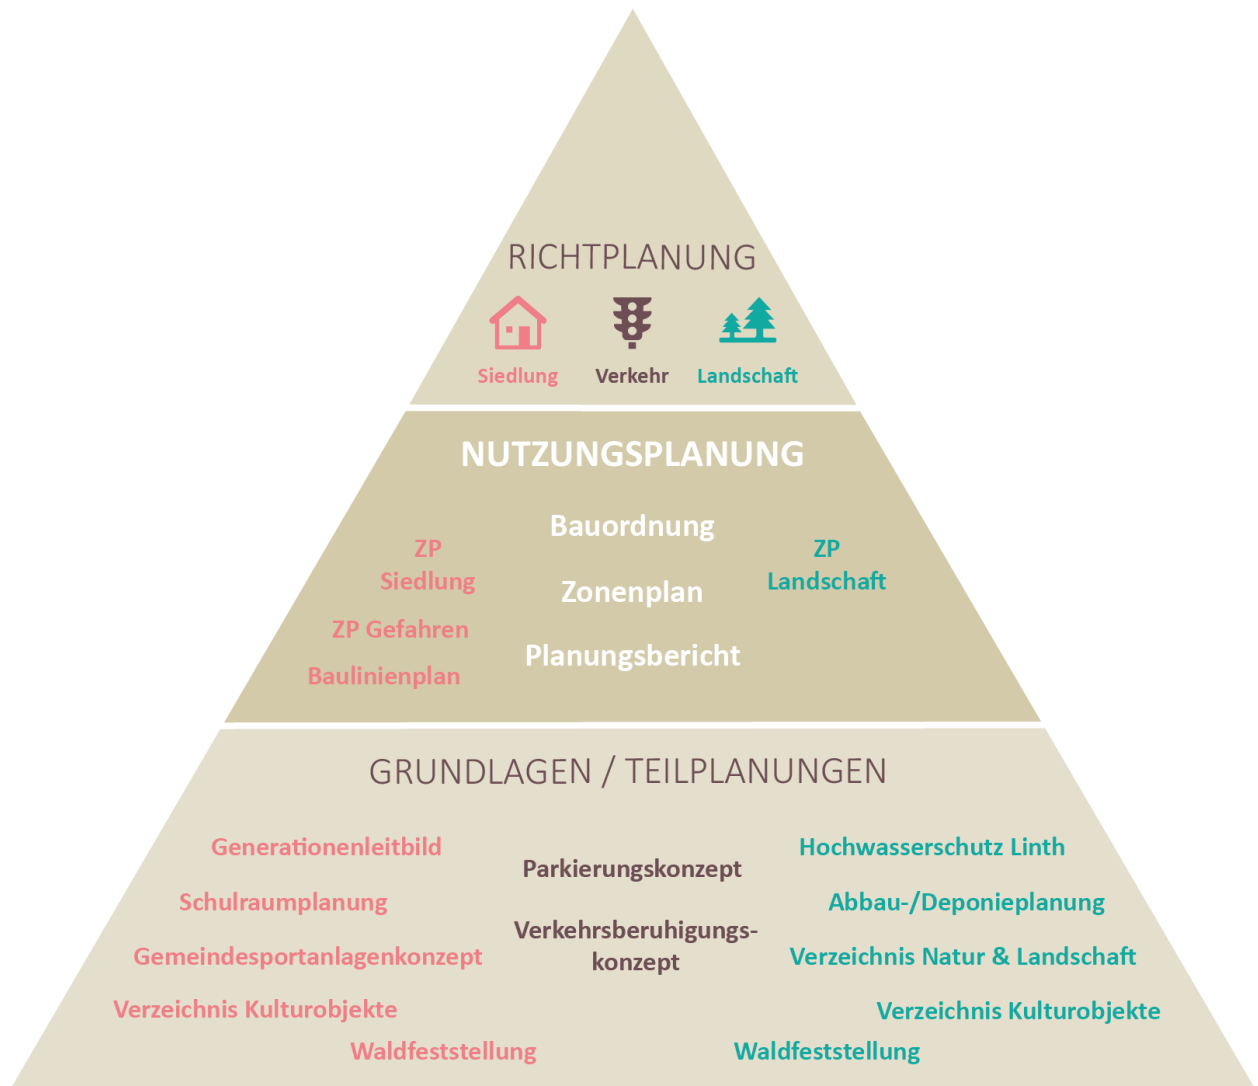 RICHTPLANUNG
Siedlung
Verkehr
Landschaft
NUTZUNGSPLANUNG
Bauordnung
Zonenplan
Planungsbericht
ZP
Siedlung
ZP Gefahren
Baulinienplan
ZP
Landschaft
GRUNDLAGEN / TEILPLANUNGEN
Generationenleitbild
Schulraumplanung
Gemeindesportanlagenkonzept
Verzeichnis Kulturobjekte
Waldfeststellung
Parkierungskonzept
Verkehrsberuhigungs-
konzept
Hochwasserschutz Linth
Abbau-/Deponieplanung
Verzeichnis Natur & Landschaft
Verzeichnis Kulturobjekte
Waldfeststellung